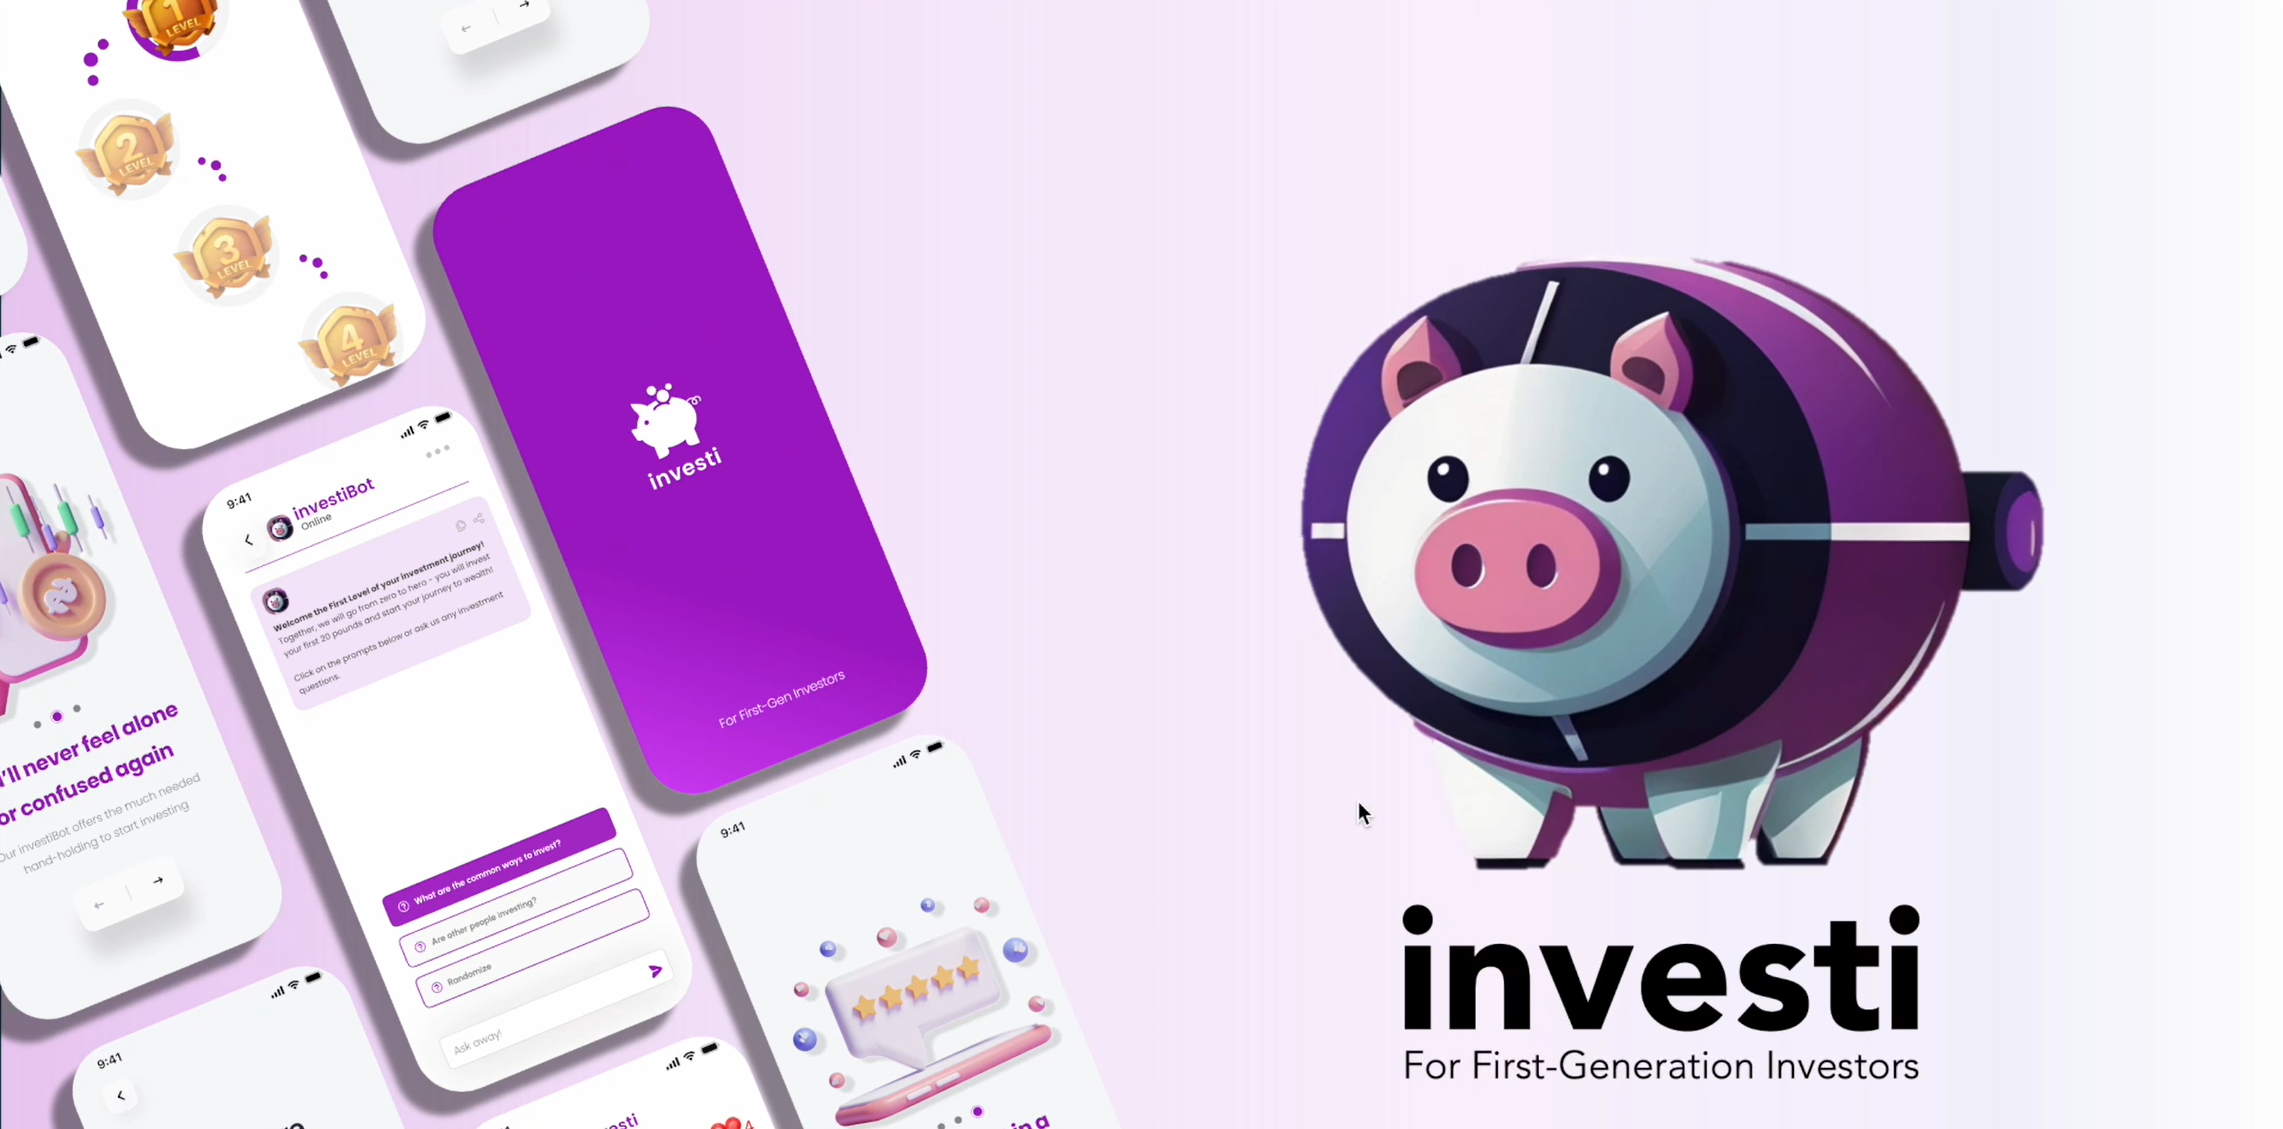 1
LEVEL
2
LEVEL
3
LEVEL
4
LEVEL
I'll never feel alone
or confused again
Our investiBot offers the much needed
hand-holding to start investing
9:41
investiBot
Online
Welcome the First Level of your investment journey!
Together, we will go from zero to hero - you will invest
your first 20 pounds and start your journey to wealth!
Click on the prompts below or ask us any investment
questions.
What are the common ways to invest?
Are other people investing?
Randomize
Ask away!
investi
For First-Gen Investors
9:41
9:41
in a
4
investi
For First-Generation Investors